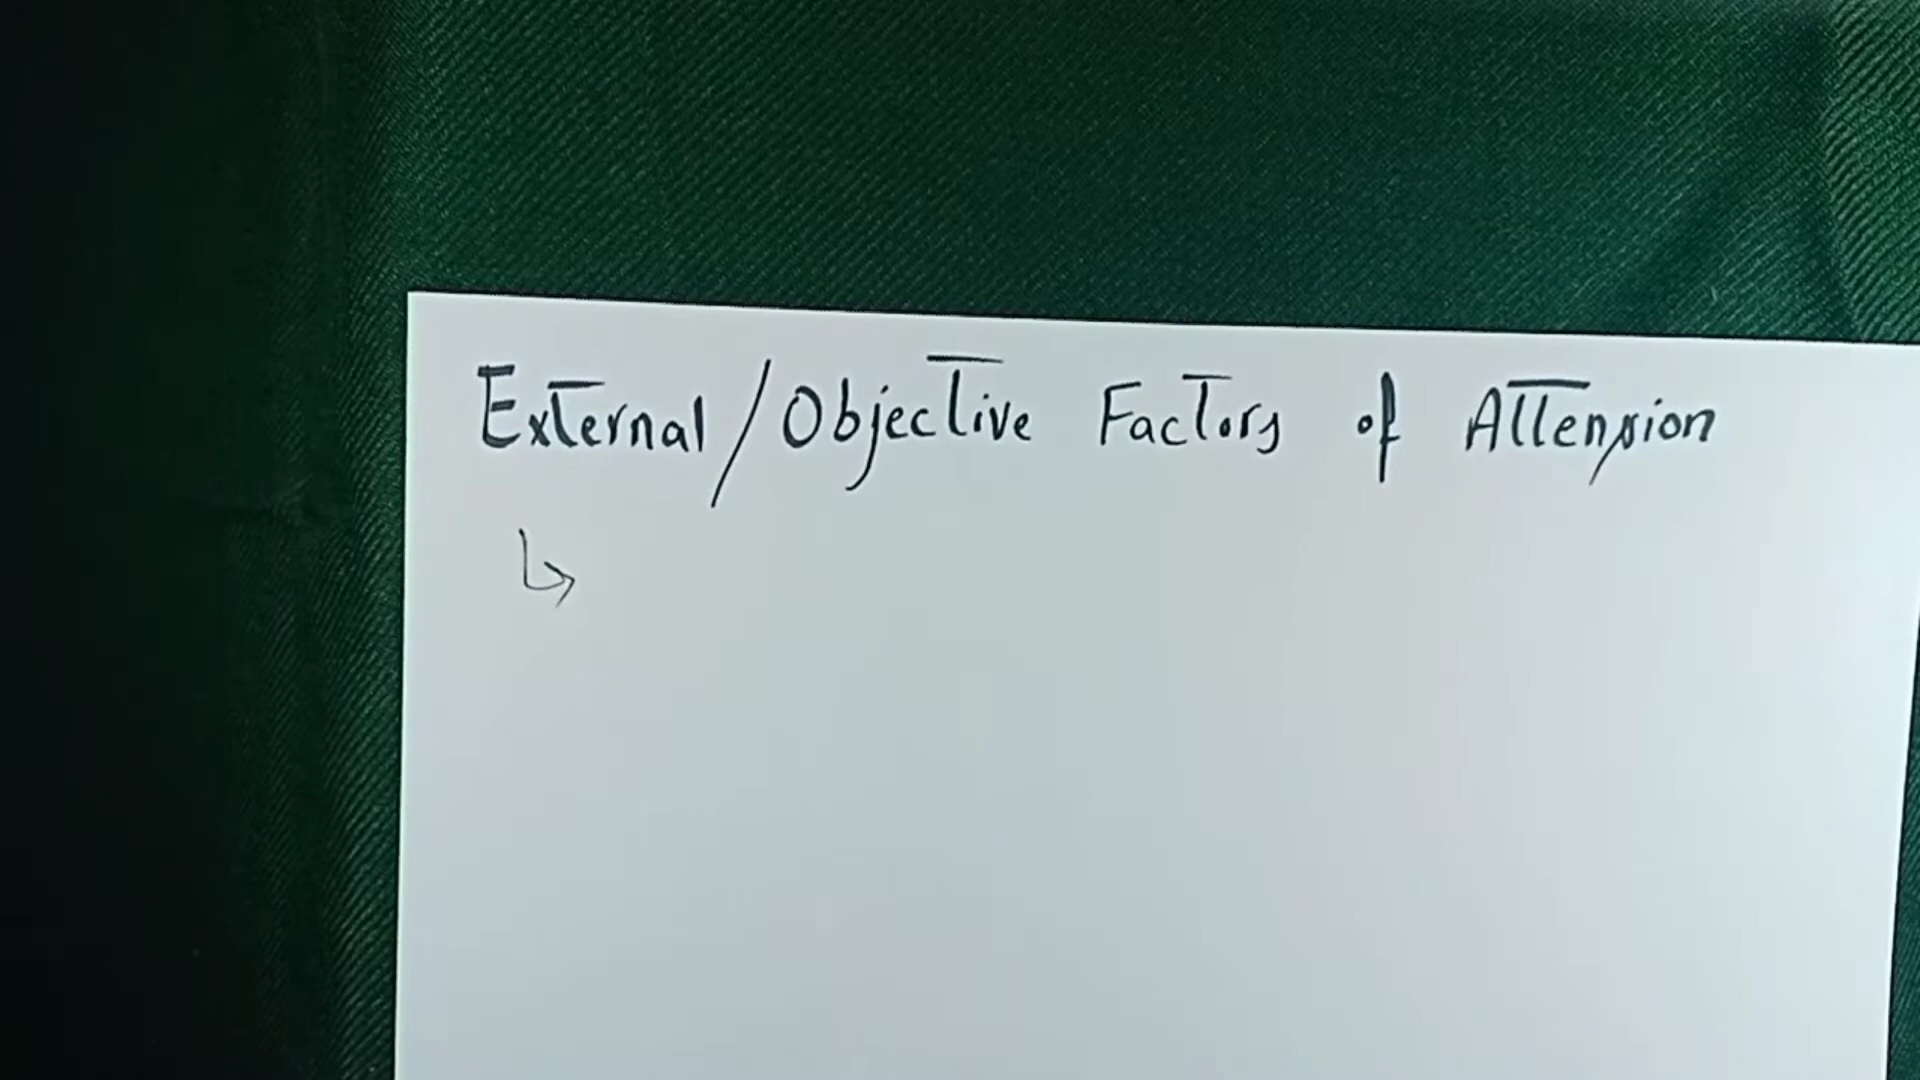 External/Objective Factors of Attension
↳